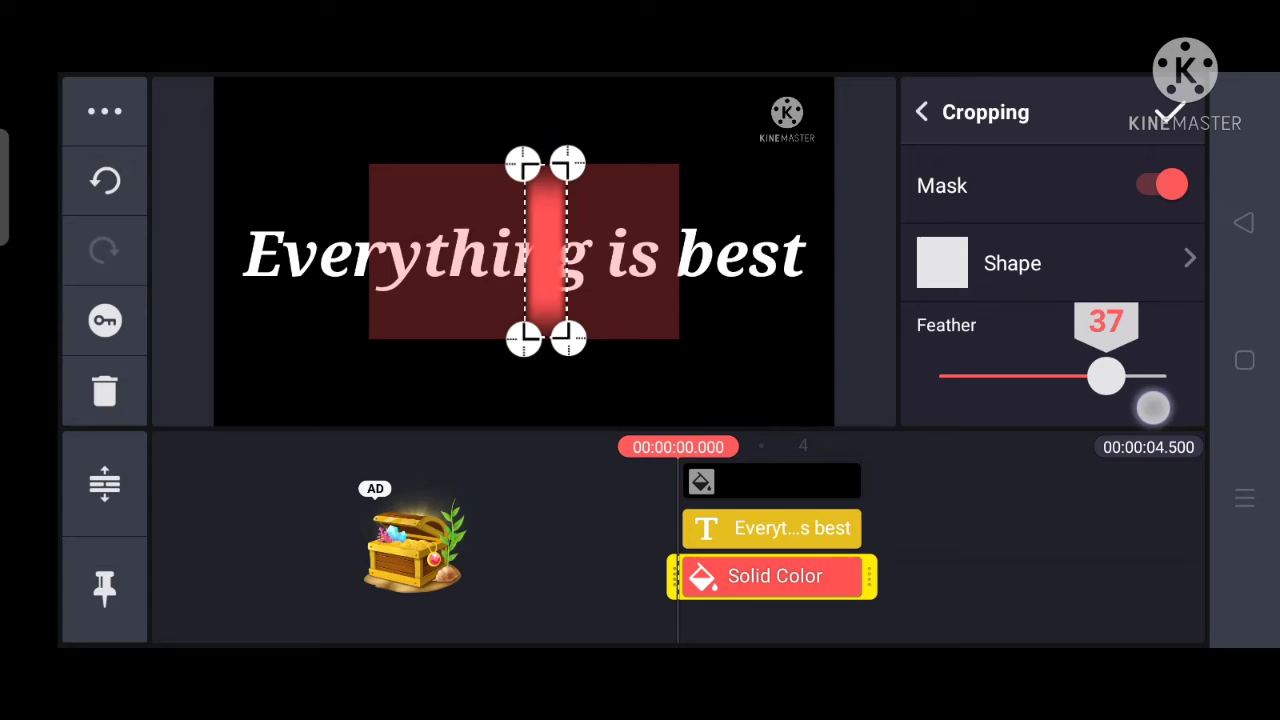 Cropping
KINEMASTER
KINEMASTER
Mask
Everything is best
Shape
Feather
37
00:00:00.000
4
00:00:04.500
AD
T Everyt...s best
Solid Color